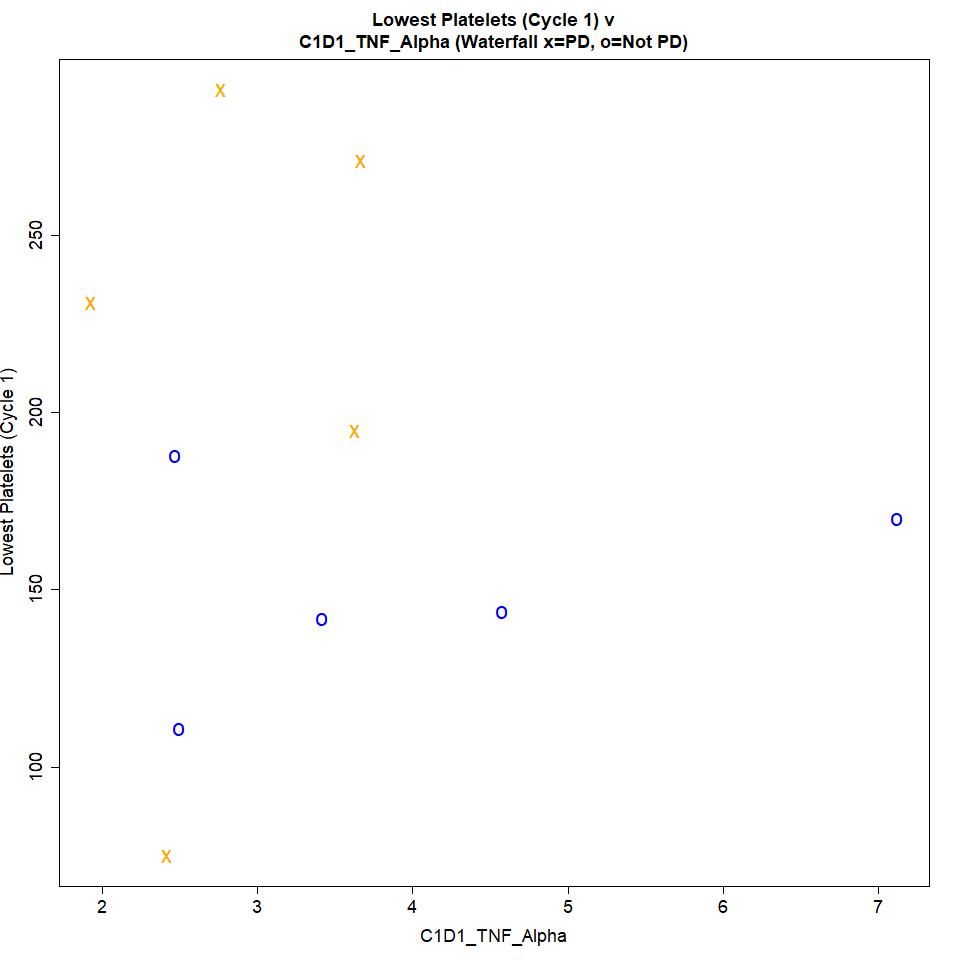 Lowest Platelets (Cycle 1) v
C1D1_TNF_Alpha (Waterfall x=PD, o=Not PD)
Lowest Platelets (Cycle 1)
250
200
150
100
X
X
X
X
O
O
O
O
O
X
2 3 4 5 6 7
C1D1_TNF_Alpha